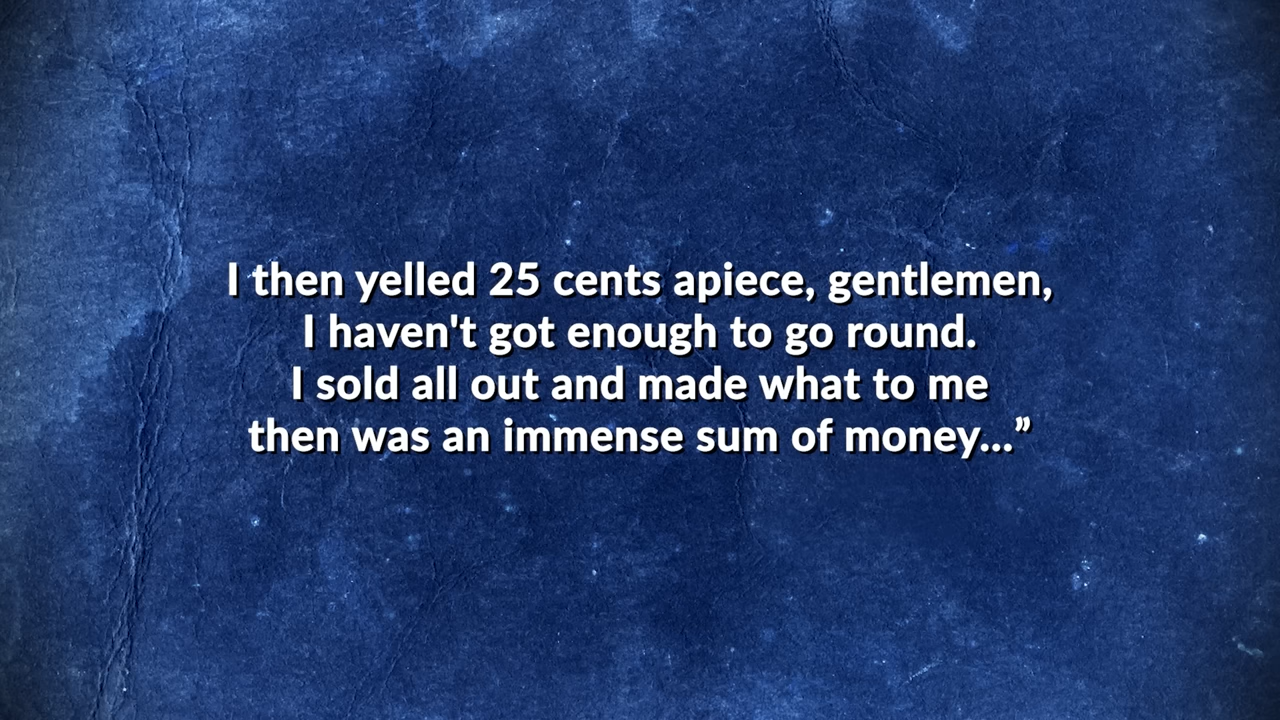 I then yelled 25 cents apiece, gentlemen,
I haven't got enough to go round.
I sold all out and made what to me
then was an immense sum of money...”